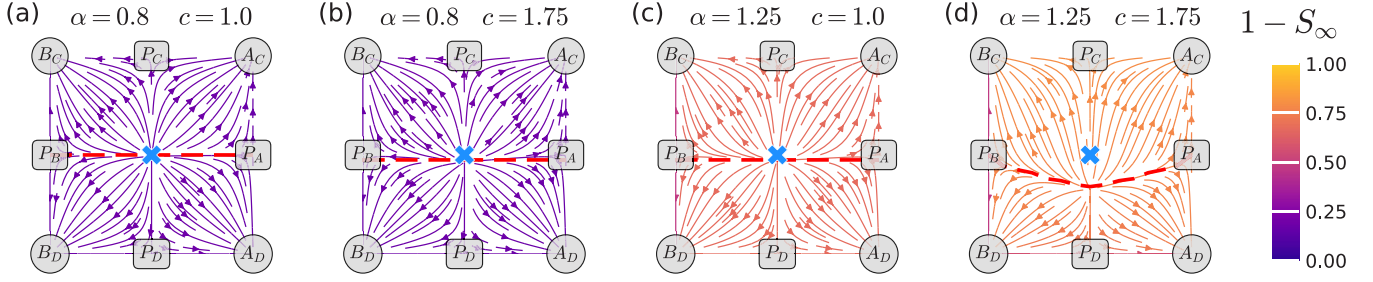 (a) α = 0.8 c = 1.0
(b) α = 0.8 c = 1.75
(c) α = 1.25 c = 1.0
(d) α = 1.25 c = 1.75
1 − S∞
B_C P_C A_C
P_B P_A
B_D P_D A_D
B_C P_C A_C
P_B P_A
B_D P_D A_D
B_C P_C A_C
P_B P_A
B_D P_D A_D
B_C P_C A_C
P_B P_A
B_D P_D A_D
1.00
0.75
0.50
0.25
0.00